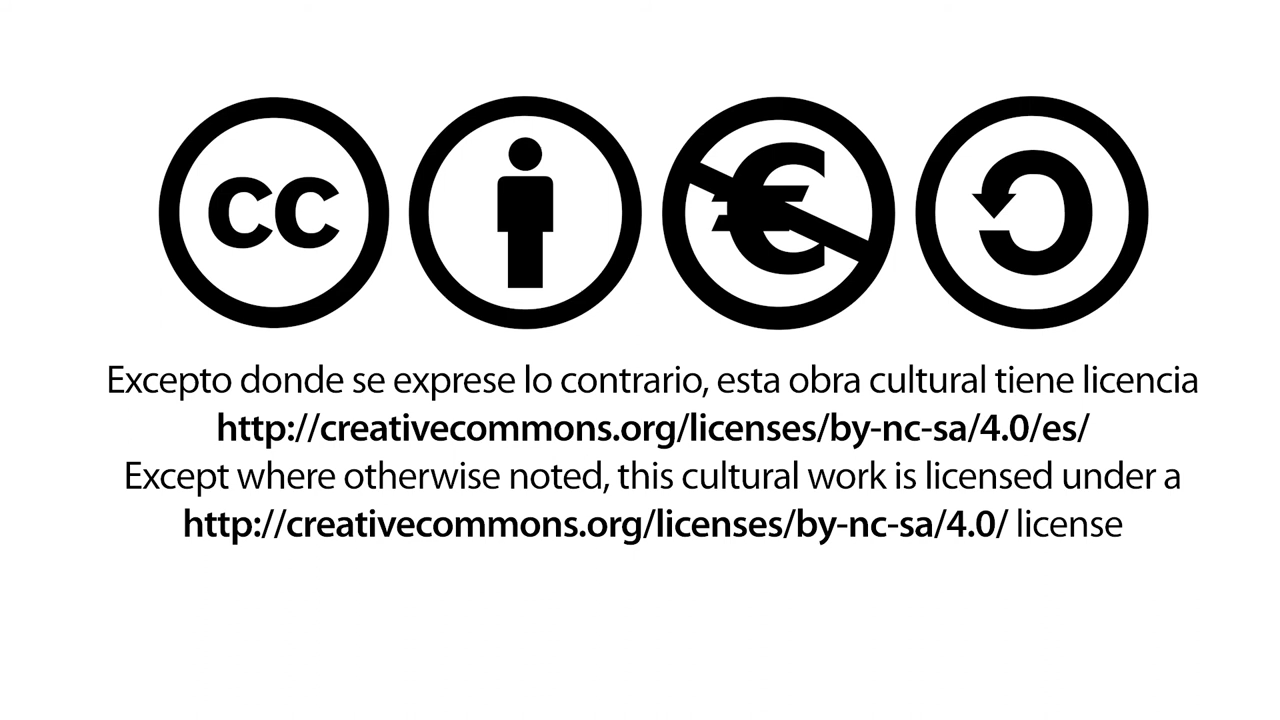 cc
Excepto donde se exprese lo contrario, esta obra cultural tiene licencia
http://creativecommons.org/licenses/by-nc-sa/4.0/es/
Except where otherwise noted, this cultural work is licensed under a
http://creativecommons.org/licenses/by-nc-sa/4.0/ license